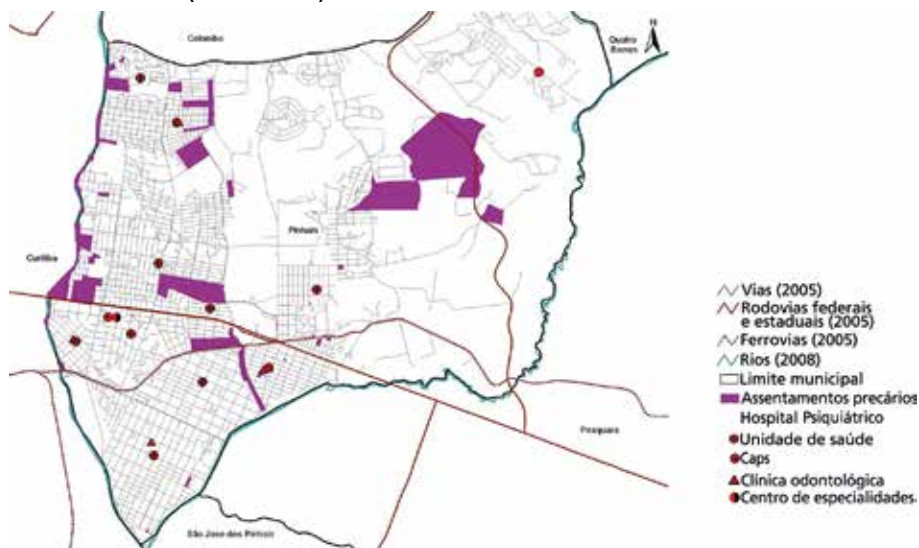 Colombo
Quatro Barras
N
Pinhais
Curitiba
Piraquara
São José dos Pinhais
Vias (2005)
Rodovias federais
e estaduais (2005)
Ferrovias (2005)
Rios (2008)
Limite municipal
Assentamentos precários
Hospital Psiquiátrico
Unidade de saúde
Caps
Clínica odontológica
Centro de especialidades